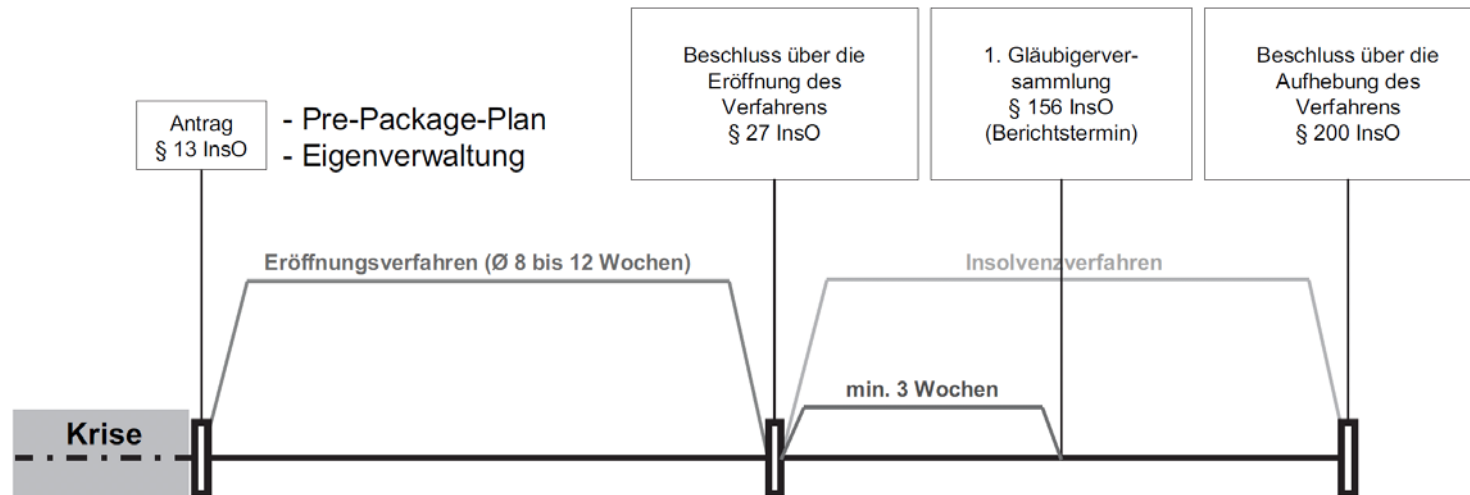 Antrag
§ 13 InsO
- Pre-Package-Plan
- Eigenverwaltung
Beschluss über die
Eröffnung des
Verfahrens
§ 27 InsO
1. Gläubigerver-
sammlung
§ 156 InsO
(Berichtstermin)
Beschluss über die
Aufhebung des
Verfahrens
§ 200 InsO
Eröffnungsverfahren (Ø 8 bis 12 Wochen)
Insolvenzverfahren
min. 3 Wochen
Krise